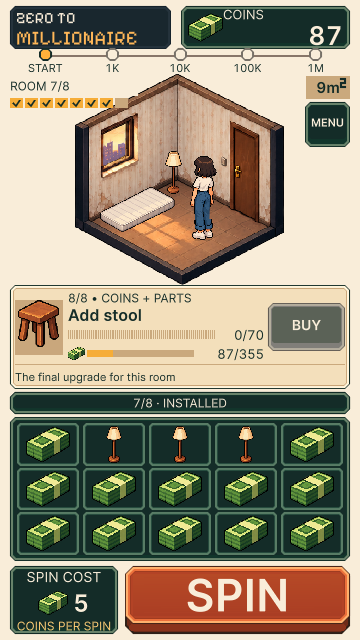 ZERO TO
MILLIONAIRE
COINS
87
START 1K 10K 100K 1M
ROOM 7/8
9m²
MENU
8/8 • COINS + PARTS
Add stool
0/70
87/355
BUY
The final upgrade for this room
7/8 · INSTALLED
SPIN COST
5
COINS PER SPIN
SPIN